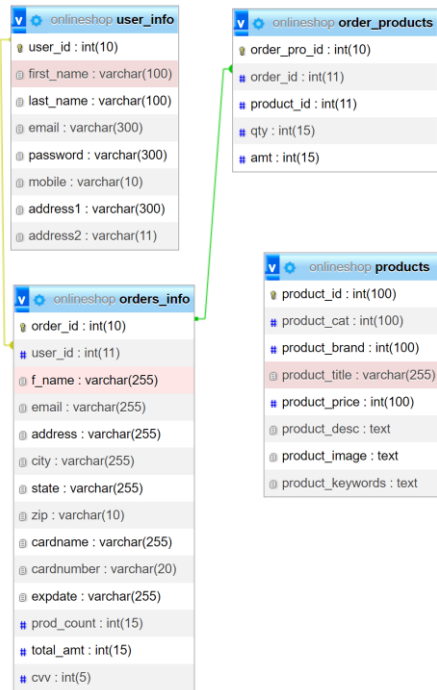 onlineshop user_info
user_id : int(10)
first_name : varchar(100)
last_name : varchar(100)
email : varchar(300)
password : varchar(300)
mobile : varchar(10)
address1 : varchar(300)
address2 : varchar(11)
onlineshop order_products
order_pro_id : int(10)
order_id : int(11)
product_id : int(11)
qty : int(15)
amt : int(15)
onlineshop orders_info
order_id : int(10)
user_id : int(11)
f_name : varchar(255)
email : varchar(255)
address : varchar(255)
city : varchar(255)
state : varchar(255)
zip : varchar(10)
cardname : varchar(255)
cardnumber : varchar(20)
expdate : varchar(255)
prod_count : int(15)
total_amt : int(15)
cvv : int(5)
onlineshop products
product_id : int(100)
product_cat : int(100)
product_brand : int(100)
product_title : varchar(255)
product_price : int(100)
product_desc : text
product_image : text
product_keywords : text